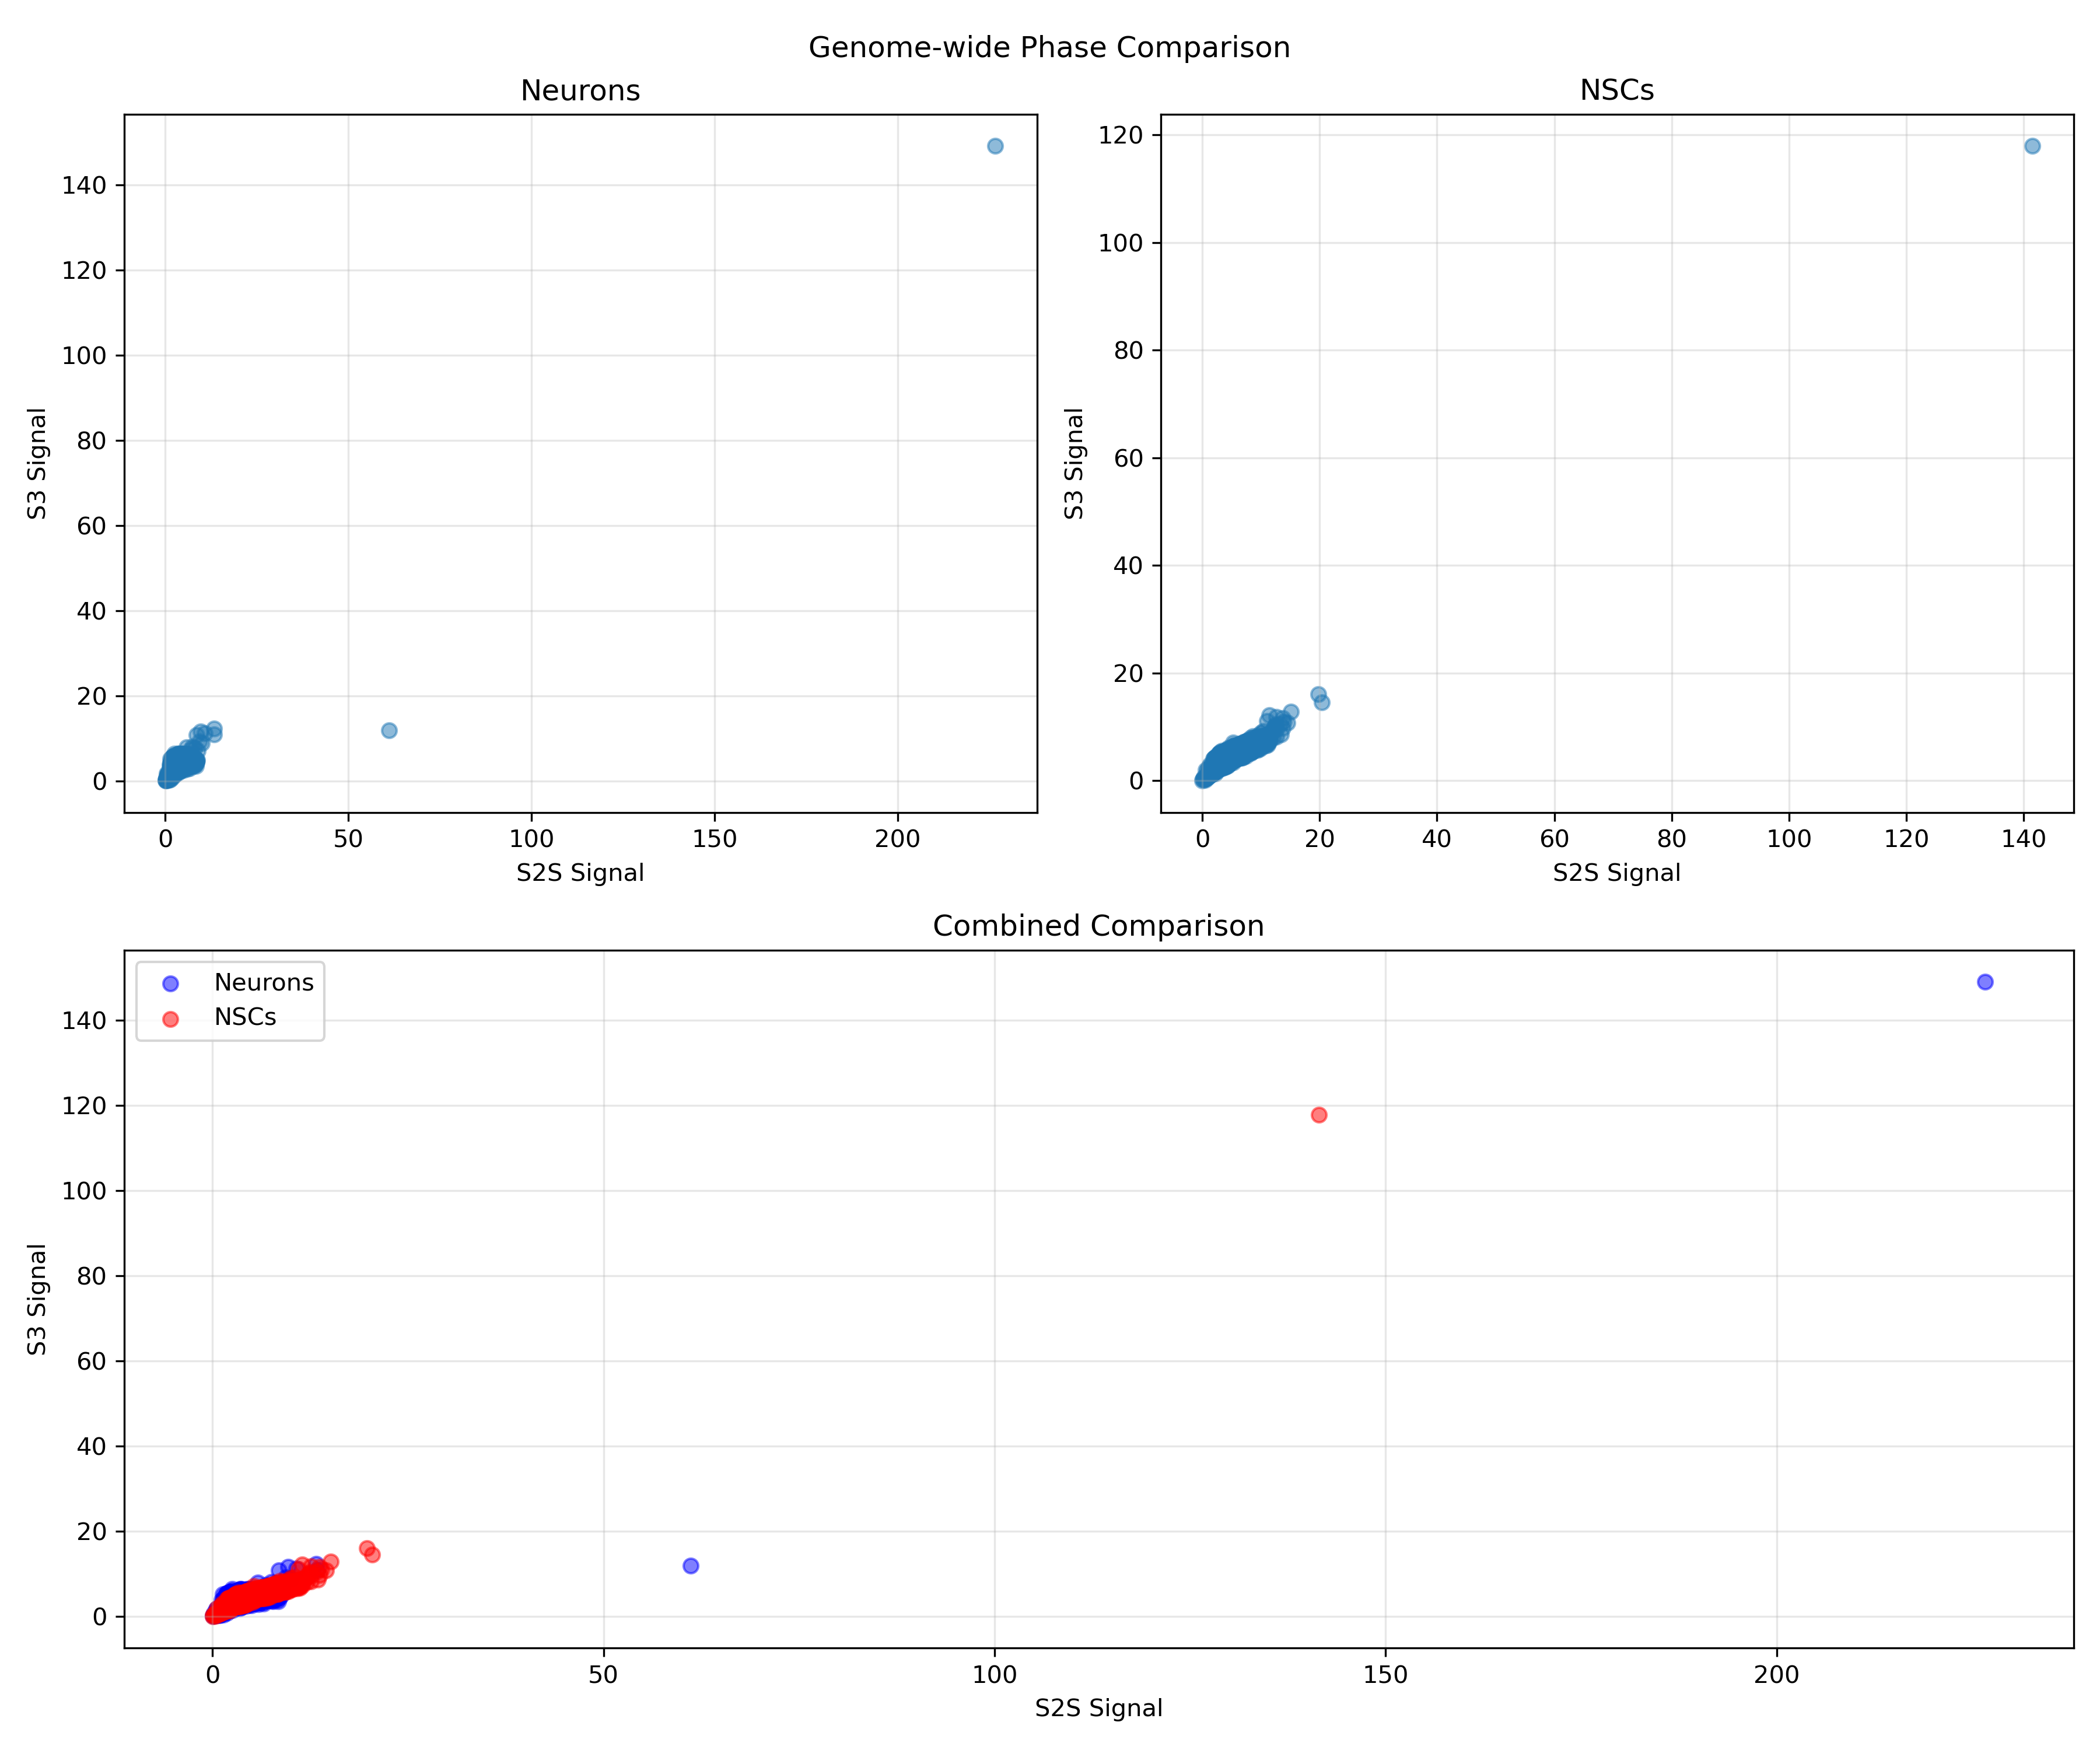 Genome-wide Phase Comparison
Neurons
NSCs
140
120
100
80
60
40
20
0
S3 Signal
0 50 100 150 200
S2S Signal
120
100
80
60
40
20
0
S3 Signal
0 20 40 60 80 100 120 140
S2S Signal
Combined Comparison
Neurons
NSCs
140
120
100
80
60
40
20
0
S3 Signal
0 50 100 150 200
S2S Signal